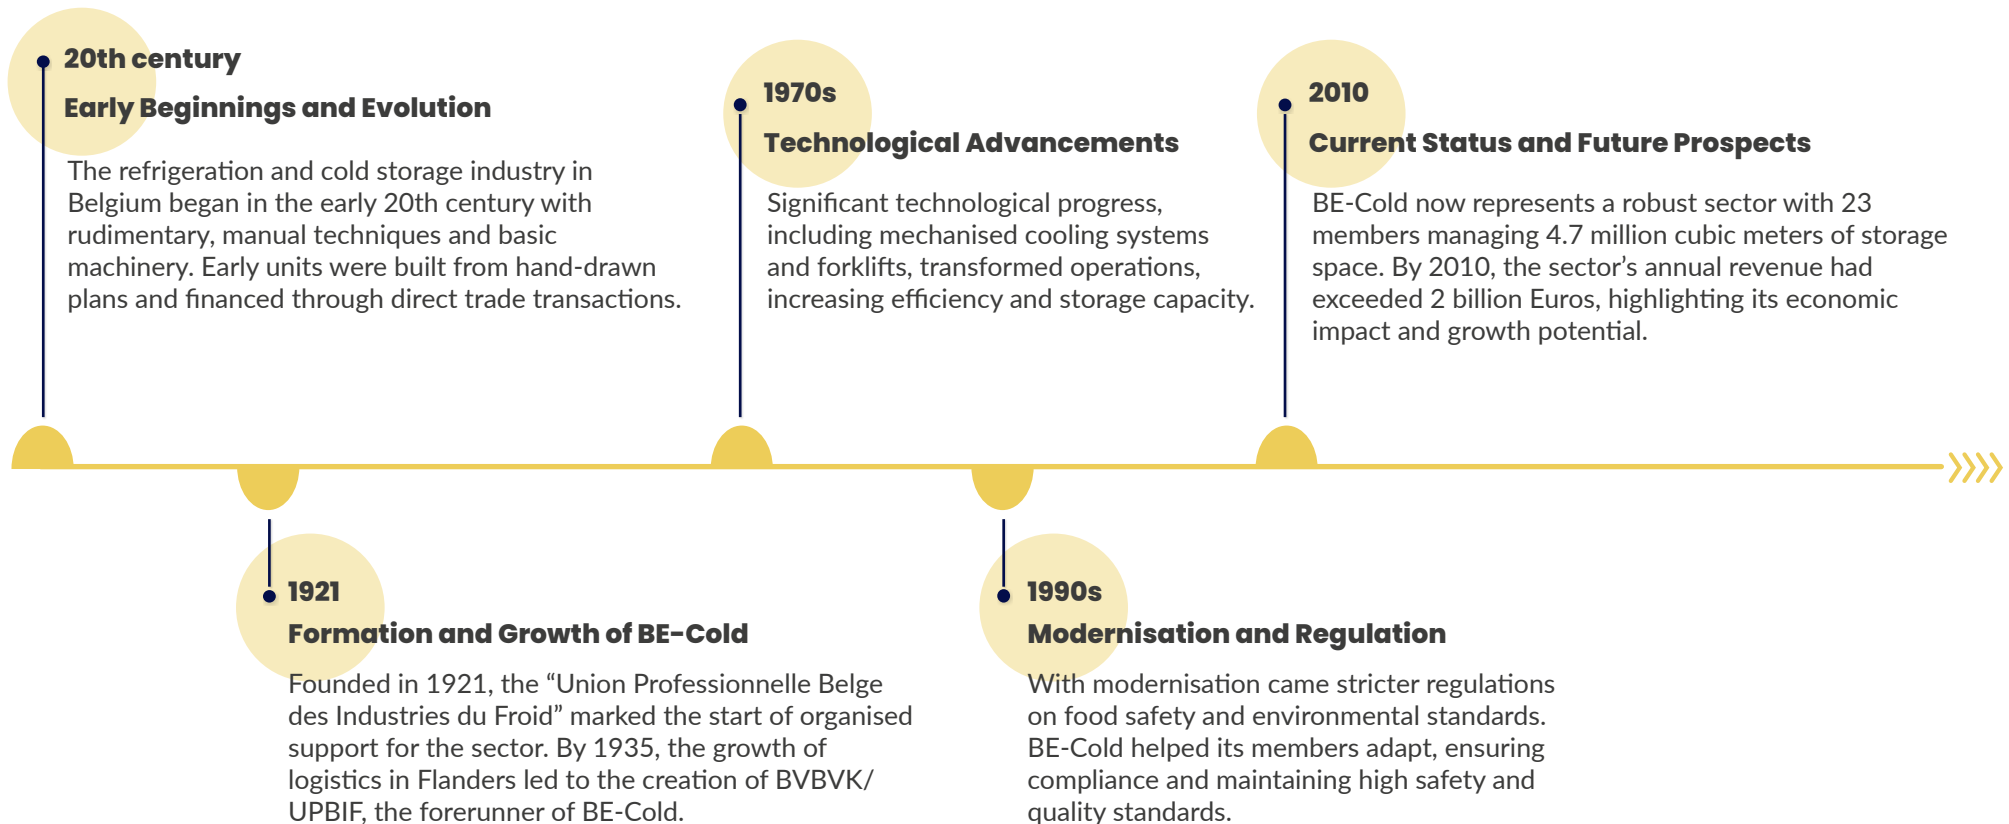 20th century
Early Beginnings and Evolution
The refrigeration and cold storage industry in
Belgium began in the early 20th century with
rudimentary, manual techniques and basic
machinery. Early units were built from hand-drawn
plans and financed through direct trade transactions.
1970s
Technological Advancements
Significant technological progress,
including mechanised cooling systems
and forklifts, transformed operations,
increasing efficiency and storage capacity.
2010
Current Status and Future Prospects
BE-Cold now represents a robust sector with 23
members managing 4.7 million cubic meters of storage
space. By 2010, the sector’s annual revenue had
exceeded 2 billion Euros, highlighting its economic
impact and growth potential.
1921
Formation and Growth of BE-Cold
Founded in 1921, the “Union Professionnelle Belge
des Industries du Froid” marked the start of organised
support for the sector. By 1935, the growth of
logistics in Flanders led to the creation of BVBVK/
UPBIF, the forerunner of BE-Cold.
1990s
Modernisation and Regulation
With modernisation came stricter regulations
on food safety and environmental standards.
BE-Cold helped its members adapt, ensuring
compliance and maintaining high safety and
quality standards.